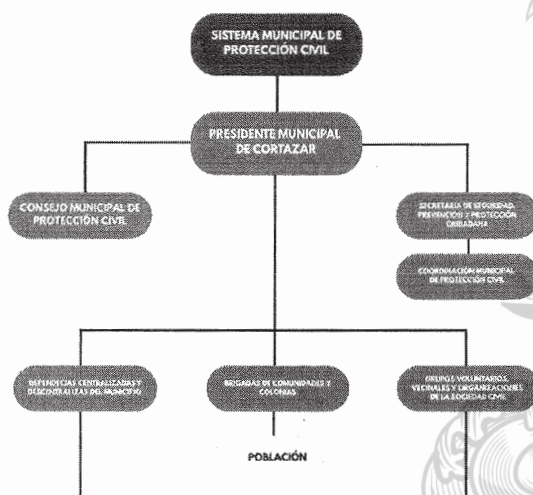 SISTEMA MUNICIPAL DE
PROTECCIÓN CIVIL
PRESIDENTE MUNICIPAL
DE CORTAZAR
CONSEJO MUNICIPAL DE
PROTECCIÓN CIVIL
SECRETARÍA DE SEGURIDAD,
PREVENCIÓN Y PROTECCIÓN
CIUDADANA
COORDINACIÓN MUNICIPAL
DE PROTECCIÓN CIVIL
DEPENDECIAS CENTRALIZADAS Y
DESCENTRALIZAS DEL MUNICIPIO
BRIGADAS DE COMUNIDADES Y
COLONIAS
GRUPOS VOLUNTARIOS,
VECINALES Y ORGANIZACIONES
DE LA SOCIEDAD CIVIL
POBLACIÓN